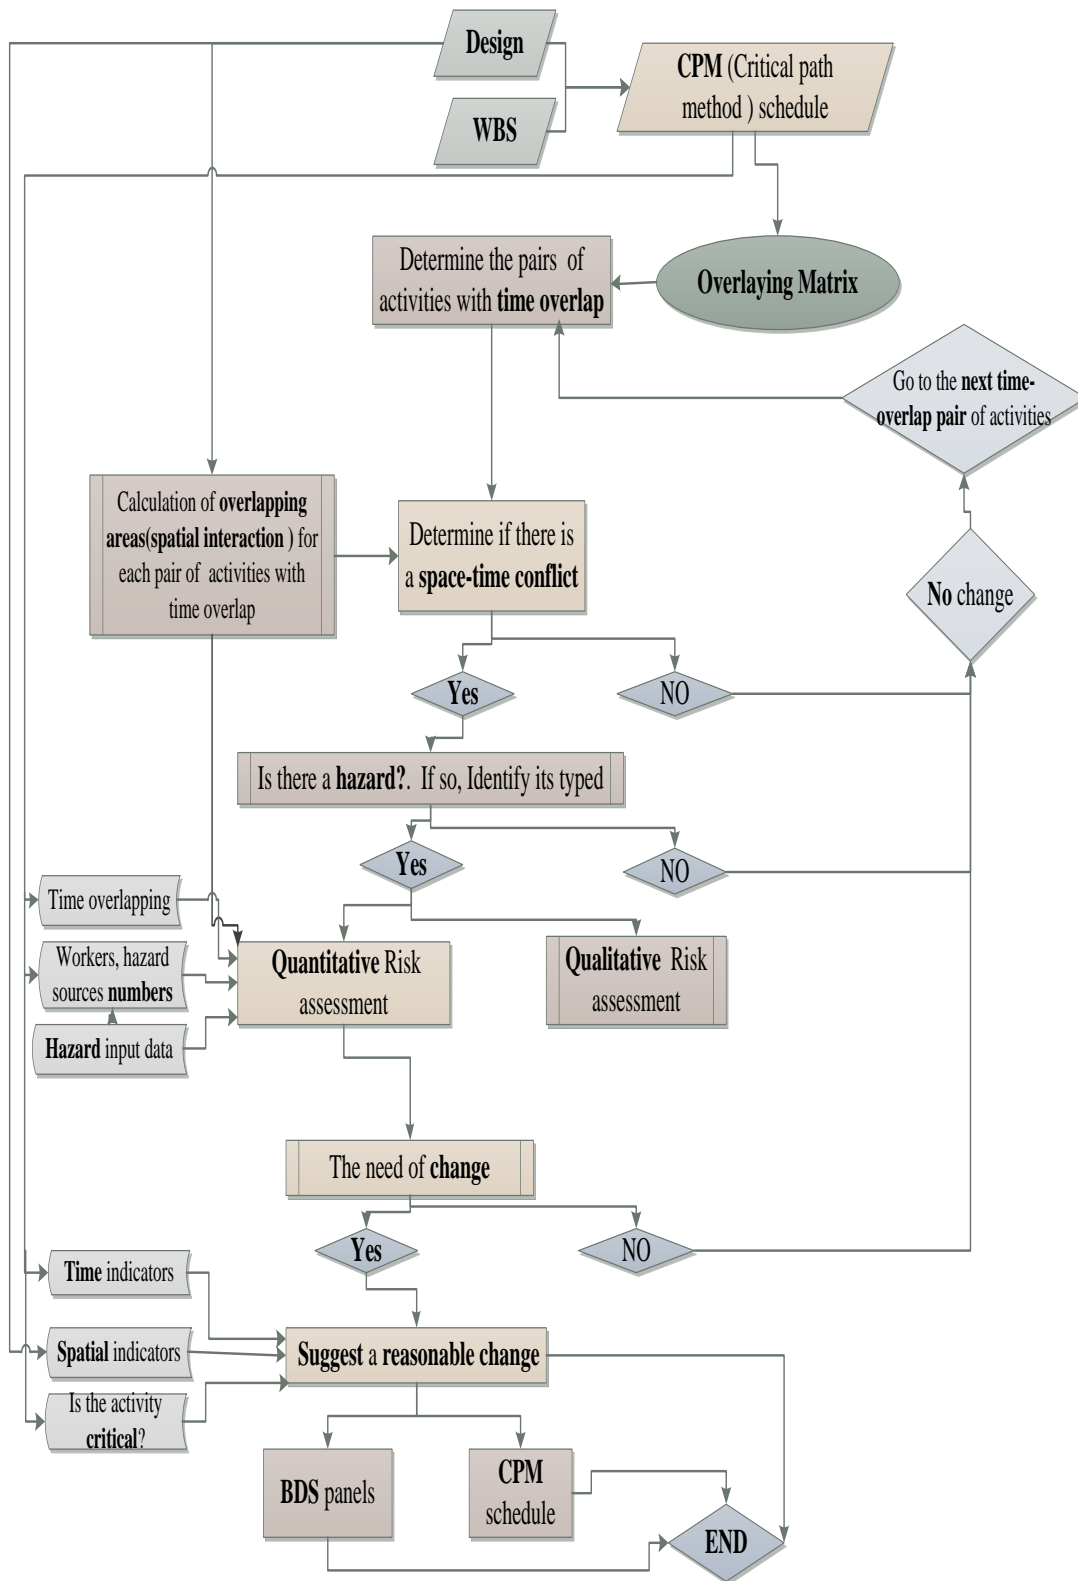 Design
CPM (Critical path
method ) schedule
WBS
Determine the pairs of
activities with time overlap
Overlaying Matrix
Go to the next time-
overlap pair of activities
Calculation of overlapping
areas(spatial interaction ) for
each pair of activities with
time overlap
Determine if there is
a space-time conflict
No change
Yes
NO
Is there a hazard?. If so, Identify its typed
Yes
NO
Time overlapping
Workers, hazard
sources numbers
Hazard input data
Quantitative Risk
assessment
Qualitative Risk
assessment
The need of change
Yes
NO
Time indicators
Spatial indicators
Is the activity
critical?
Suggest a reasonable change
BDS panels
CPM
schedule
END